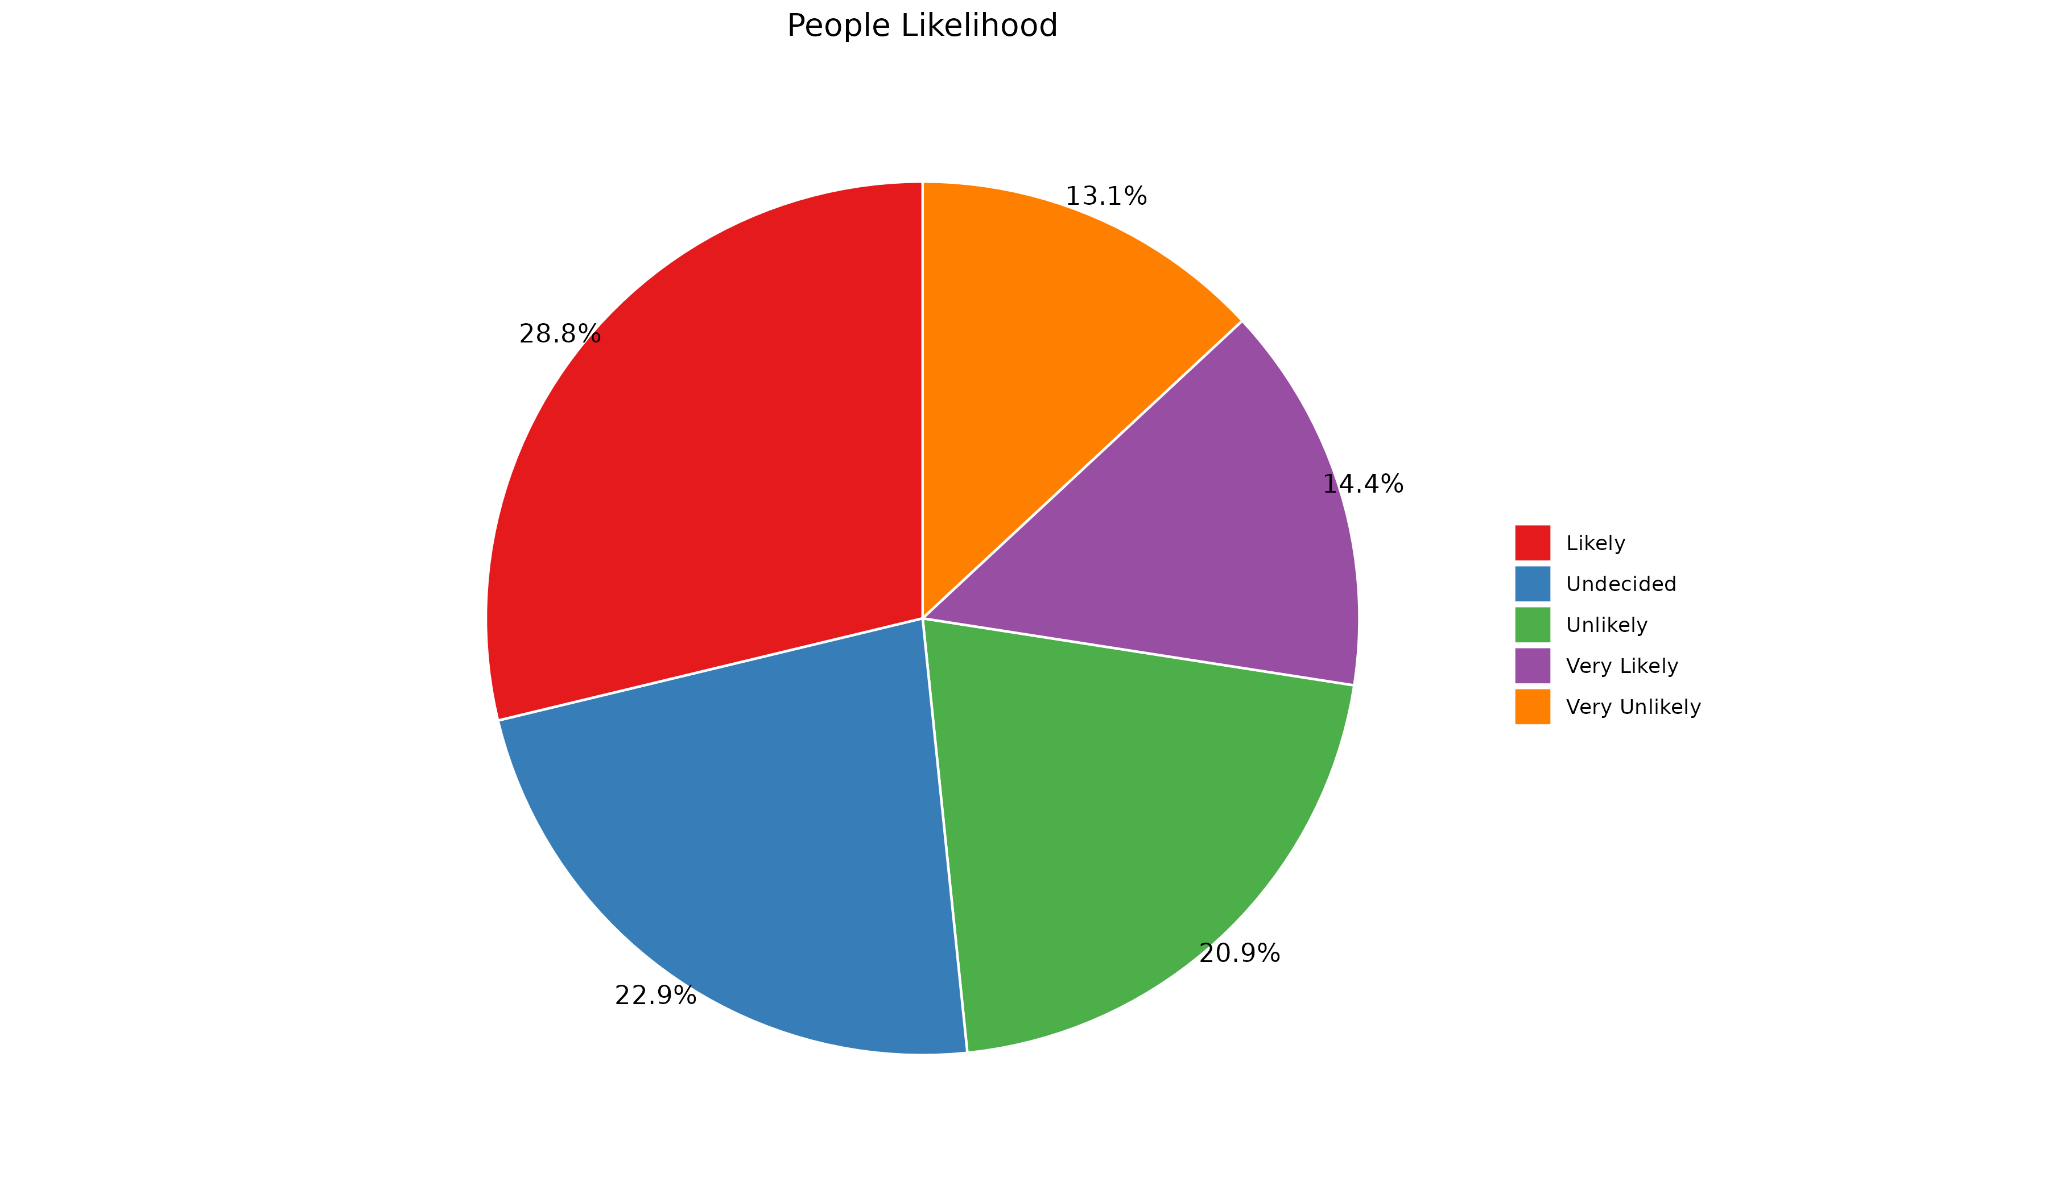 People Likelihood
13.1%
28.8%
14.4%
Likely
Undecided
Unlikely
Very Likely
Very Unlikely
20.9%
22.9%